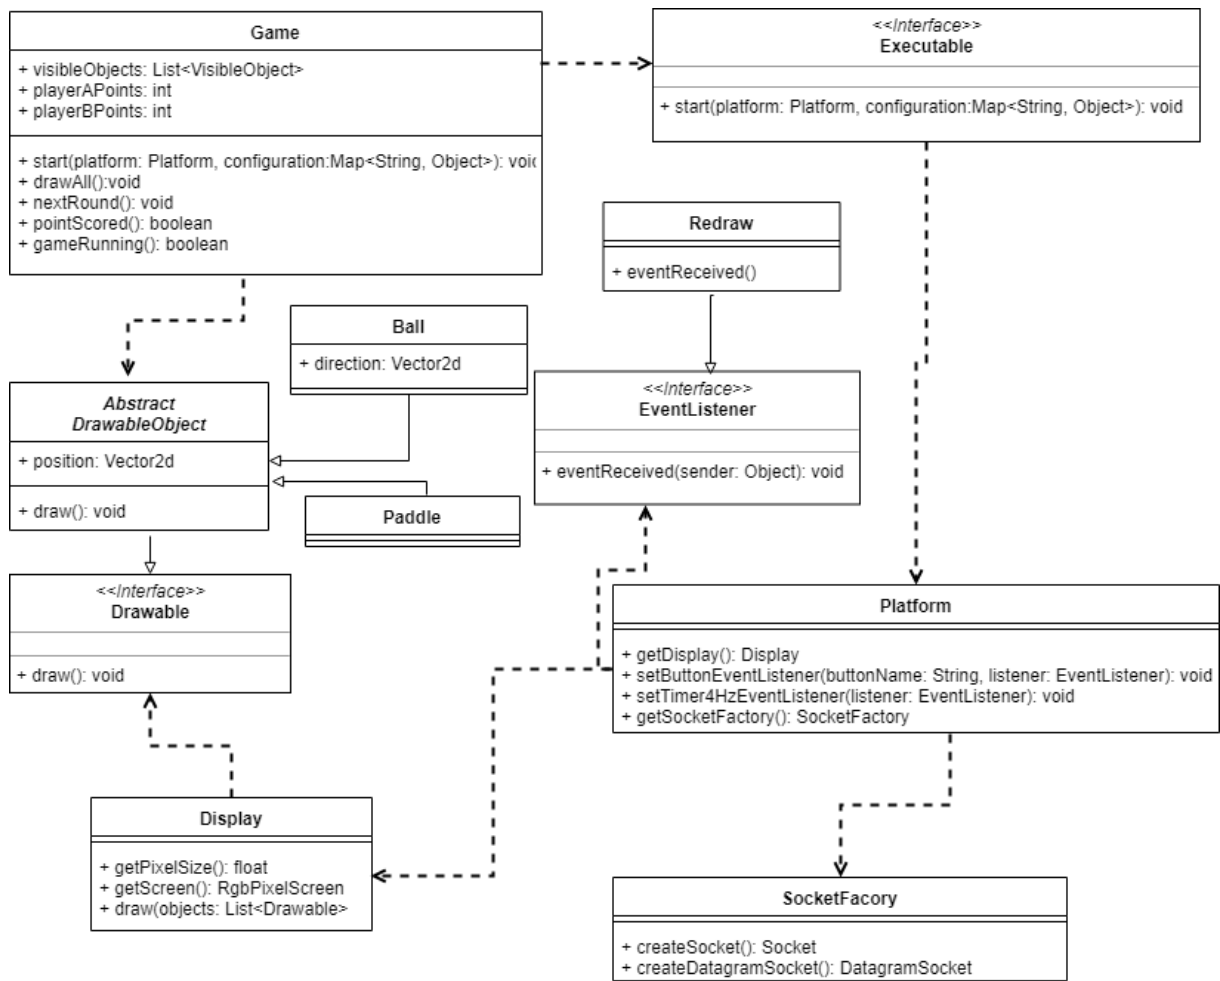 Game
+ visibleObjects: List<VisibleObject>
+ playerAPoints: int
+ playerBPoints: int
+ start(platform: Platform, configuration:Map<String, Object>): voic
+ drawAll():void
+ nextRound(): void
+ pointScored(): boolean
+ gameRunning(): boolean
<<Interface>>
Executable
+ start(platform: Platform, configuration:Map<String, Object>): void
Redraw
+ eventReceived()
Ball
+ direction: Vector2d
<<Interface>>
EventListener
+ eventReceived(sender: Object): void
Abstract
DrawableObject
+ position: Vector2d
+ draw(): void
Paddle
<<Interface>>
Drawable
+ draw(): void
Platform
+ getDisplay(): Display
+ setButtonEventListener(buttonName: String, listener: EventListener): void
+ setTimer4HzEventListener(listener: EventListener): void
+ getSocketFactory(): SocketFactory
Display
+ getPixelSize(): float
+ getScreen(): RgbPixelScreen
+ draw(objects: List<Drawable>
SocketFacory
+ createSocket(): Socket
+ createDatagramSocket(): DatagramSocket